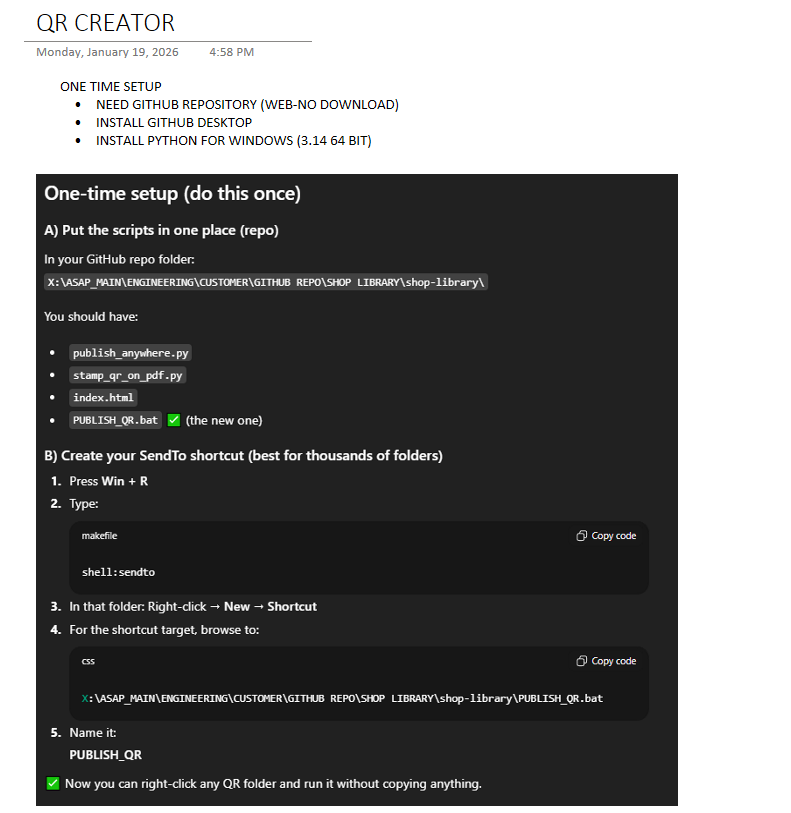 QR CREATOR
Monday, January 19, 2026 4:58 PM
ONE TIME SETUP
• NEED GITHUB REPOSITORY (WEB-NO DOWNLOAD)
• INSTALL GITHUB DESKTOP
• INSTALL PYTHON FOR WINDOWS (3.14 64 BIT)
One-time setup (do this once)
A) Put the scripts in one place (repo)
In your GitHub repo folder:
X:\ASAP_MAIN\ENGINEERING\CUSTOMER\GITHUB REPO\SHOP LIBRARY\shop-library\
You should have:
• publish_anywhere.py
• stamp_qr_on_pdf.py
• index.html
• PUBLISH_QR.bat ✅ (the new one)
B) Create your SendTo shortcut (best for thousands of folders)
1. Press Win + R
2. Type:
makefile Copy code
shell:sendto
3. In that folder: Right-click → New → Shortcut
4. For the shortcut target, browse to:
css Copy code
X:\ASAP_MAIN\ENGINEERING\CUSTOMER\GITHUB REPO\SHOP LIBRARY\shop-library\PUBLISH_QR.bat
5. Name it:
PUBLISH_QR
✅ Now you can right-click any QR folder and run it without copying anything.